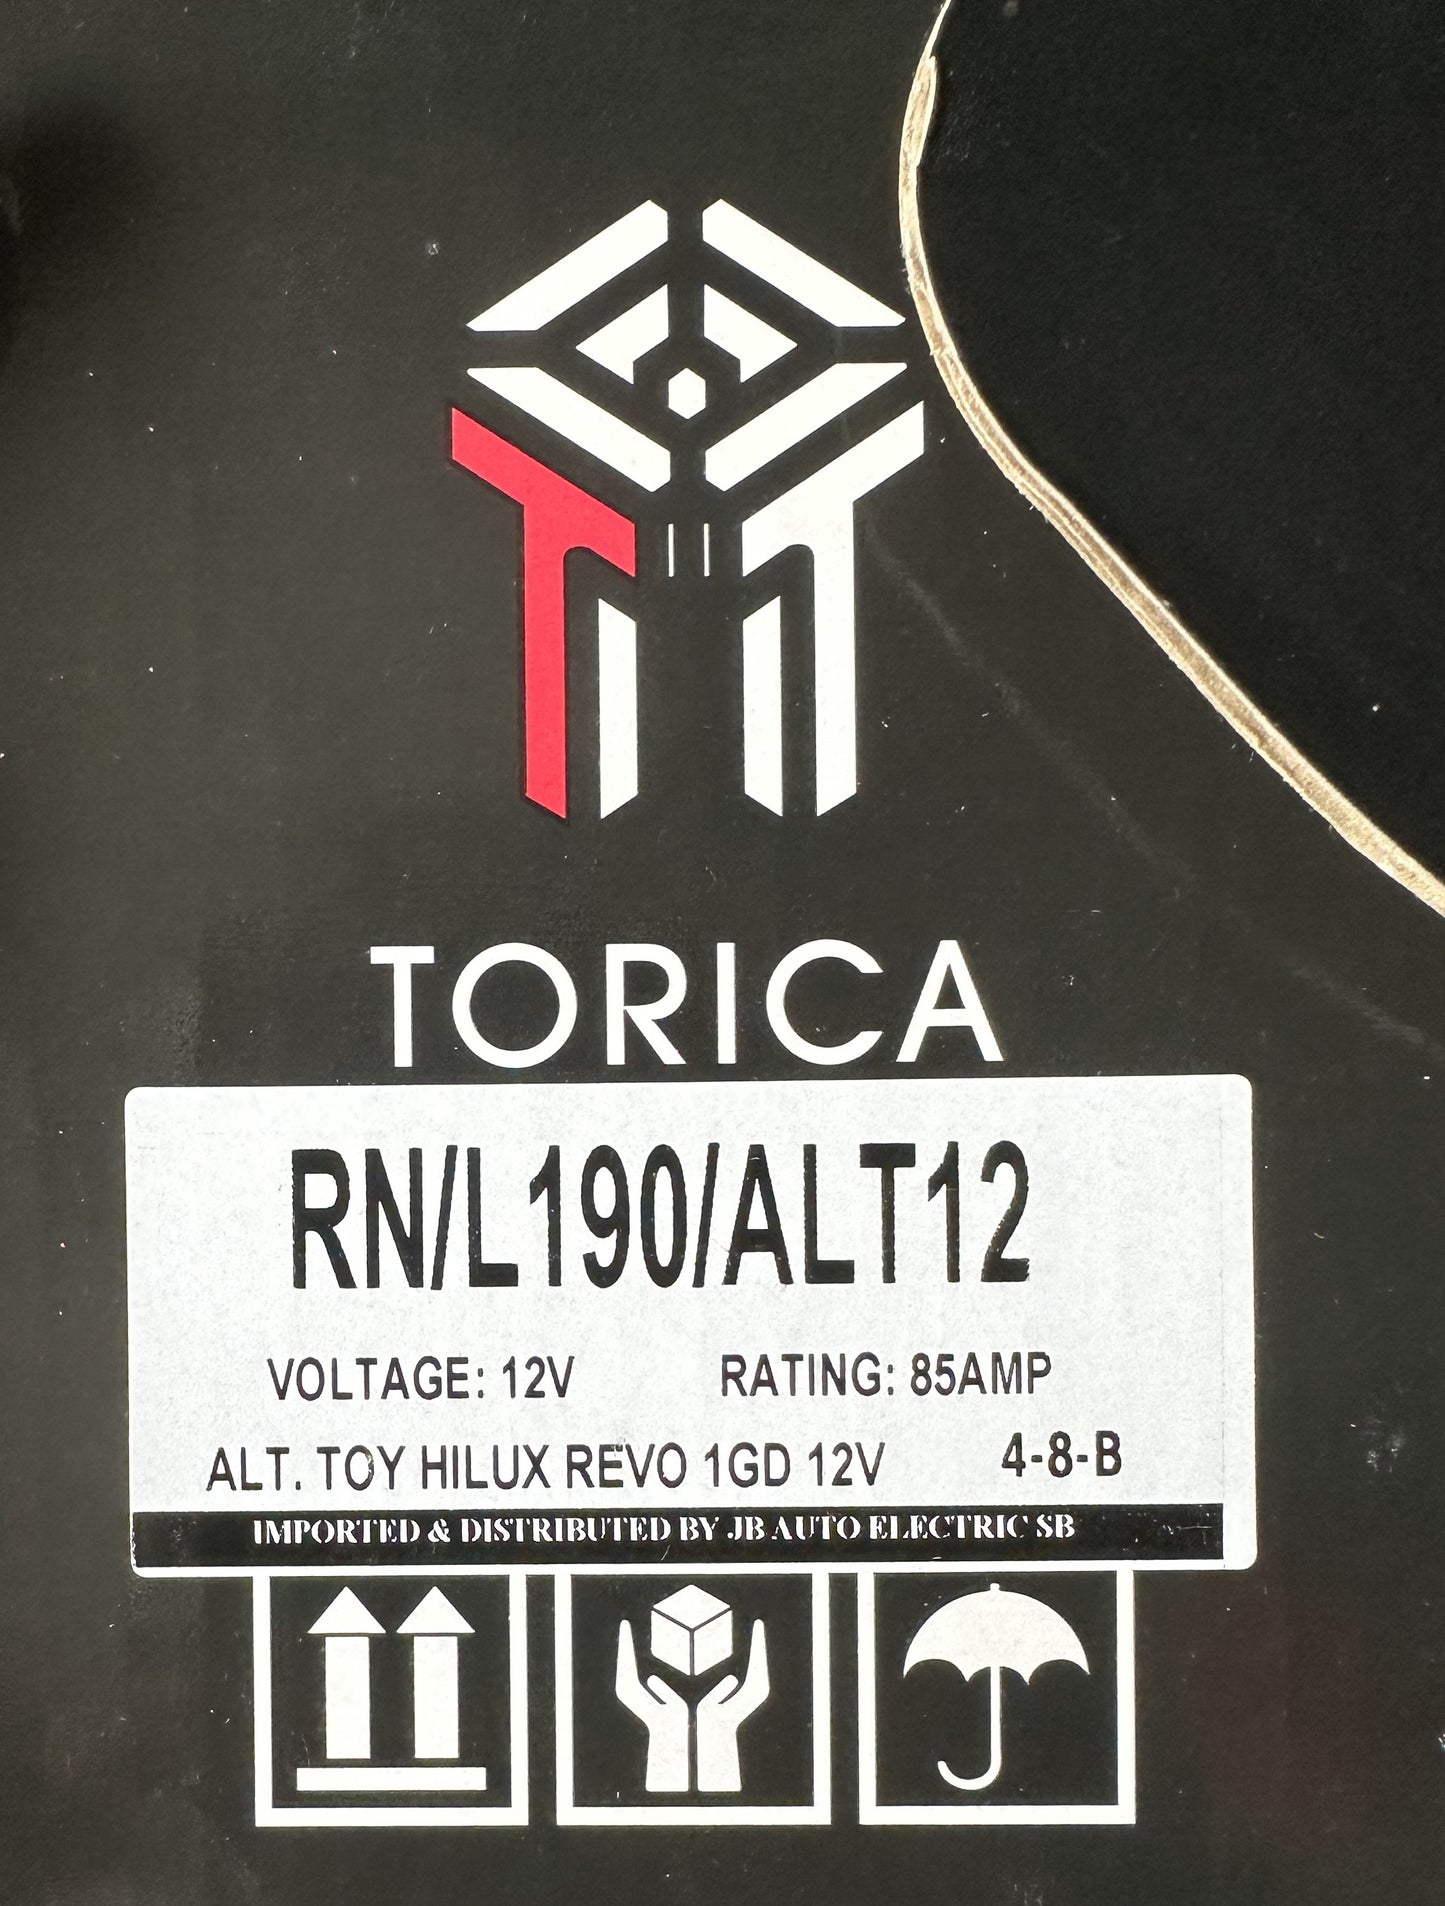 TORICA
RN/L190/ALT12
VOLTAGE: 12V RATING: 85AMP
ALT. TOY HILUX REVO 1GD 12V 4-8-B
IMPORTED & DISTRIBUTED BY JB AUTO ELECTRIC SB